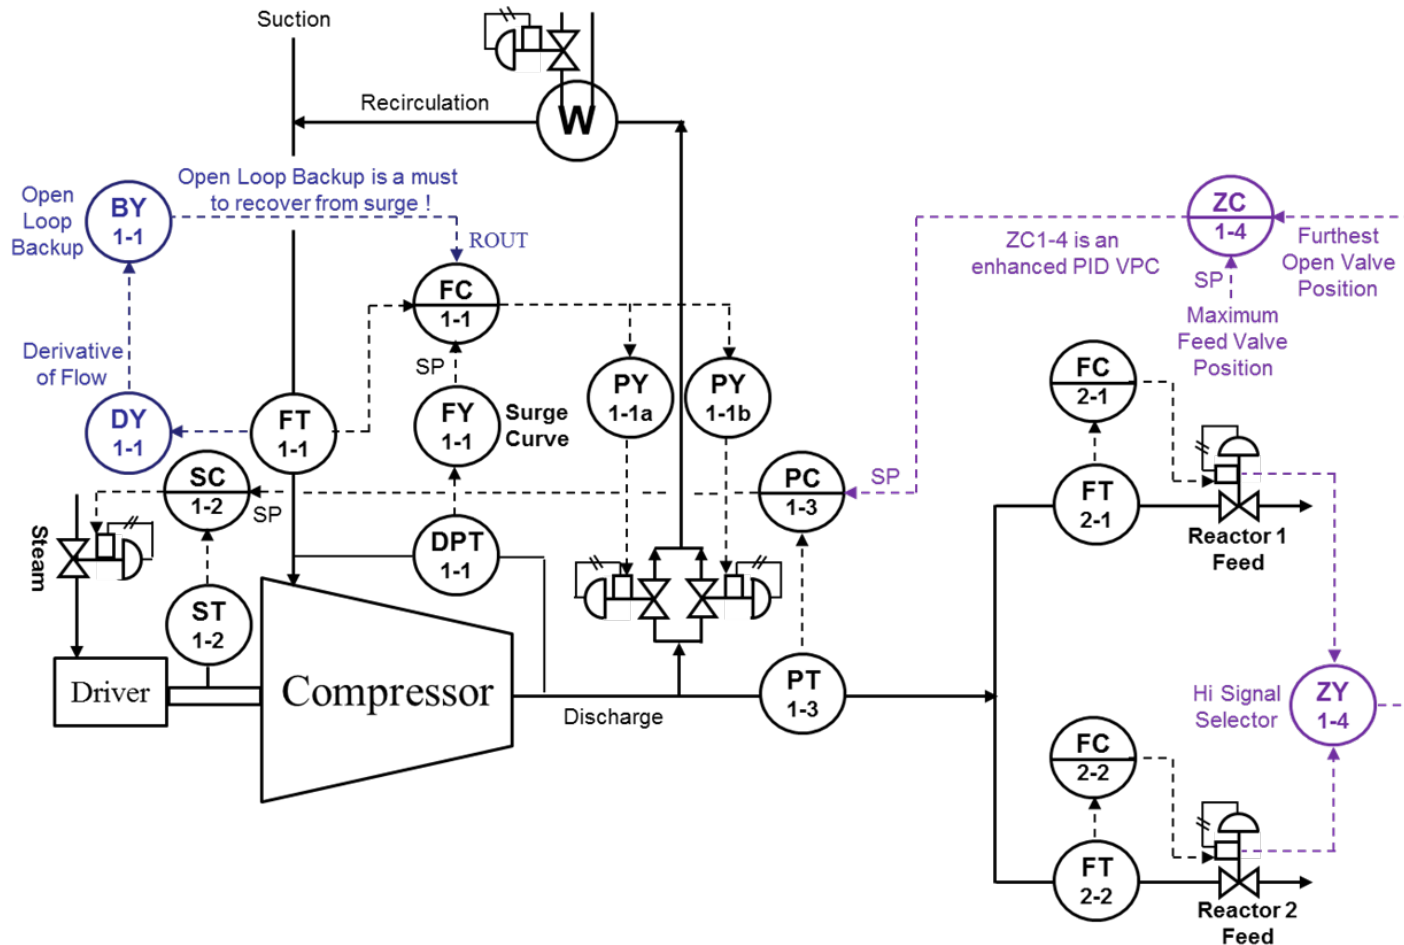 Suction
Recirculation
W
Open Loop Backup is a must
to recover from surge !
Open
Loop
Backup
BY
1-1
ROUT
FC
1-1
SP
Derivative
of Flow
DY
1-1
FT
1-1
FY
1-1
Surge
Curve
PY
1-1a
PY
1-1b
SC
1-2
SP
Steam
ST
1-2
DPT
1-1
Driver
Compressor
Discharge
PC
1-3
SP
PT
1-3
ZC
1-4
ZC1-4 is an
enhanced PID VPC
Furthest
Open Valve
Position
SP
Maximum
Feed Valve
Position
FC
2-1
FT
2-1
Reactor 1
Feed
Hi Signal
Selector
ZY
1-4
FC
2-2
FT
2-2
Reactor 2
Feed